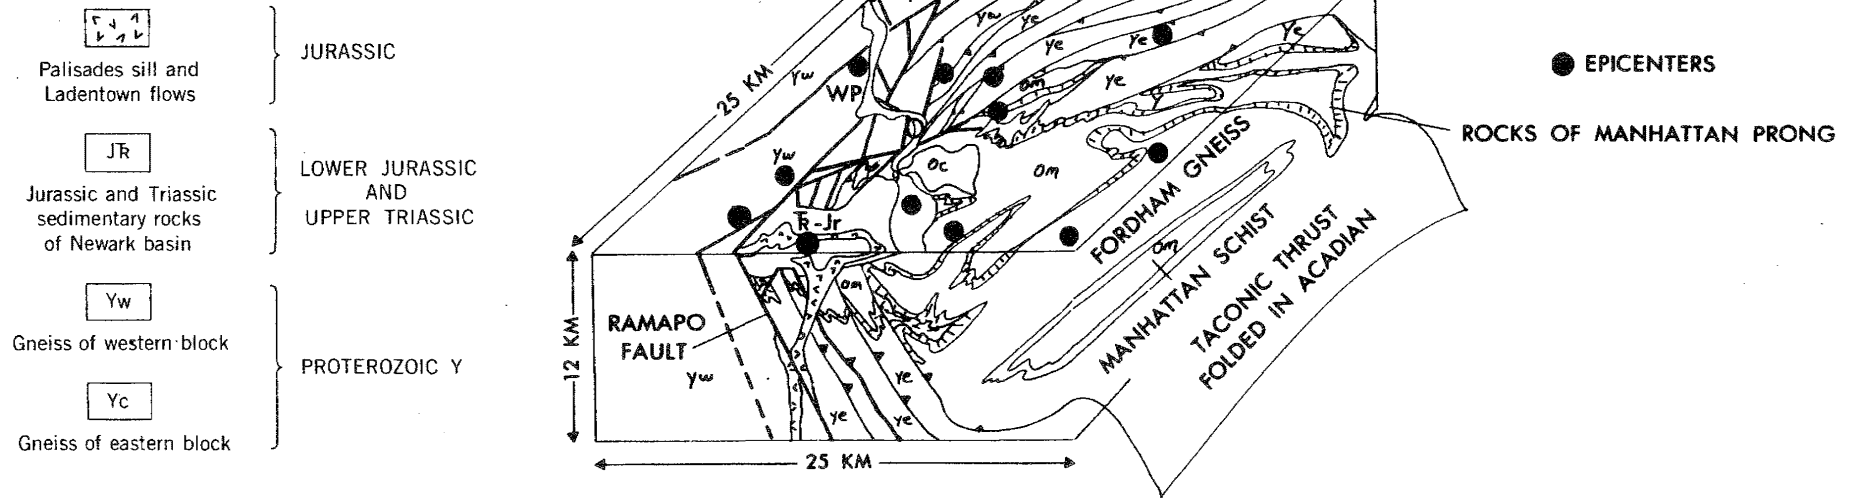 Palisades sill and
Ladentown flows
JURASSIC
JT̅R
Jurassic and Triassic
sedimentary rocks
of Newark basin
LOWER JURASSIC
AND
UPPER TRIASSIC
Yw
Gneiss of western block
Yc
Gneiss of eastern block
PROTEROZOIC Y
25 KM
Yw
WP
Yw
Yw
Ye
Ye
Ye
Ye
Ye
Om
Oc
Om
T̅R-Jr
Om
RAMAPO
FAULT
Yw
Ye
Ye
Ye
12 KM
25 KM
FORDHAM GNEISS
Om
MANHATTAN SCHIST
TACONIC THRUST
FOLDED IN ACADIAN
EPICENTERS
ROCKS OF MANHATTAN PRONG